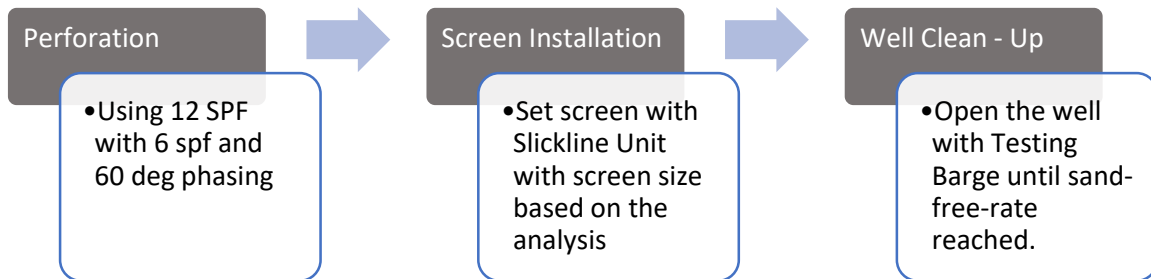 Perforation
•Using 12 SPF
with 6 spf and
60 deg phasing
Screen Installation
•Set screen with
Slickline Unit
with screen size
based on the
analysis
Well Clean - Up
•Open the well
with Testing
Barge until sand-
free-rate
reached.